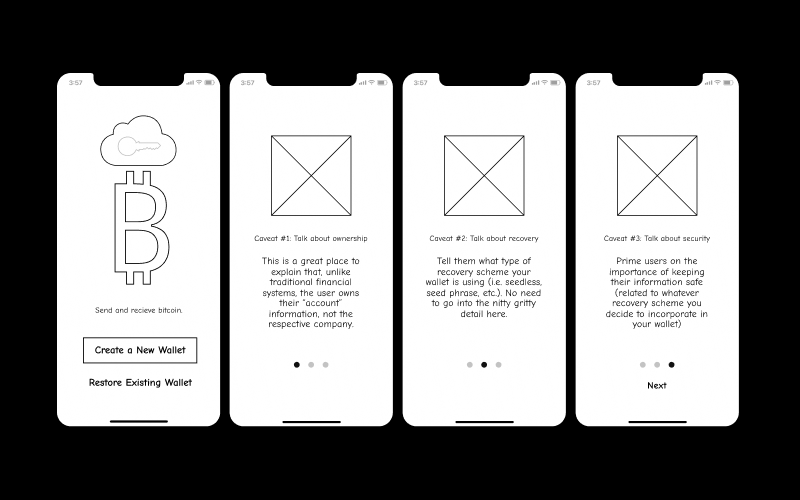 3:57
Send and recieve bitcoin.
Create a New Wallet
Restore Existing Wallet
3:57
Caveat #1: Talk about ownership
This is a great place to
explain that, unlike
traditional financial
systems, the user owns
their "account"
information, not the
respective company.
3:57
Caveat #2: Talk about recovery
Tell them what type of
recovery scheme your
wallet is using (i.e. seedless,
seed phrase, etc.). No need
to go into the nitty gritty
detail here.
3:57
Caveat #3: Talk about security
Prime users on the
importance of keeping
their information safe
(related to whatever
recovery scheme you
decide to incorporate in
your wallet)
Next